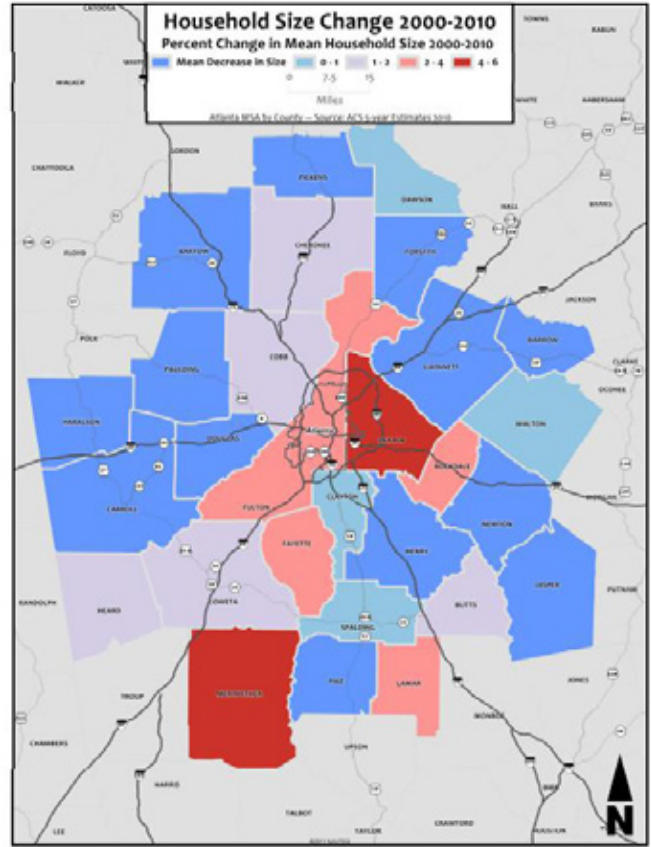 CATOOSA
TOWNS
Household Size Change 2000-2010
RABUN
Percent Change in Mean Household Size 2000-2010
Mean Decrease in Size 0 - 1 1 - 2 2 - 4 4 - 6
0 7.5 15
WALKER
Miles
WHITE
HABERSHAM
Atlanta MSA by County — Source: ACS 5-year Estimates 2010
GORDON
CHATTOOGA
PICKENS
DAWSON
HALL
BANKS
FLOYD
BARTOW
CHEROKEE
FORSYTH
JACKSON
POLK
COBB
BARROW
PAULDING
GWINNETT
CLARKE
OCONEE
HARALSON
WALTON
Atlanta
DOUGLAS
DEKALB
ROCKDALE
CLAYTON
MORGAN
CARROLL
FULTON
NEWTON
FAYETTE
HENRY
JASPER
PUTNAM
RANDOLPH
HEARD
COWETA
BUTTS
SPALDING
MERIWETHER
PIKE
LAMAR
JONES
TROUP
MONROE
CHAMBERS
UPSON
HARRIS
BIBB
TALBOT
CRAWFORD
LEE
TAYLOR
HOUSTON
N